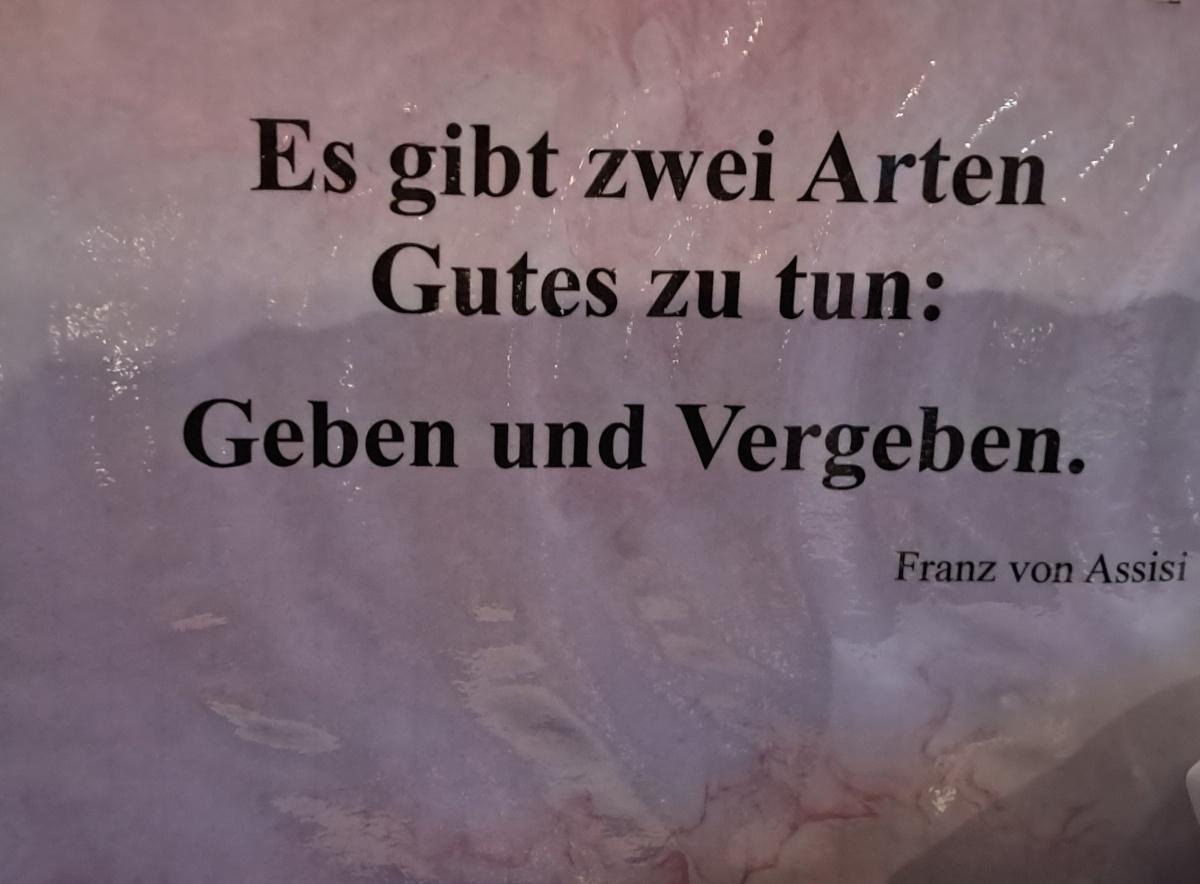 Es gibt zwei Arten
Gutes zu tun:
Geben und Vergeben.
Franz von Assisi